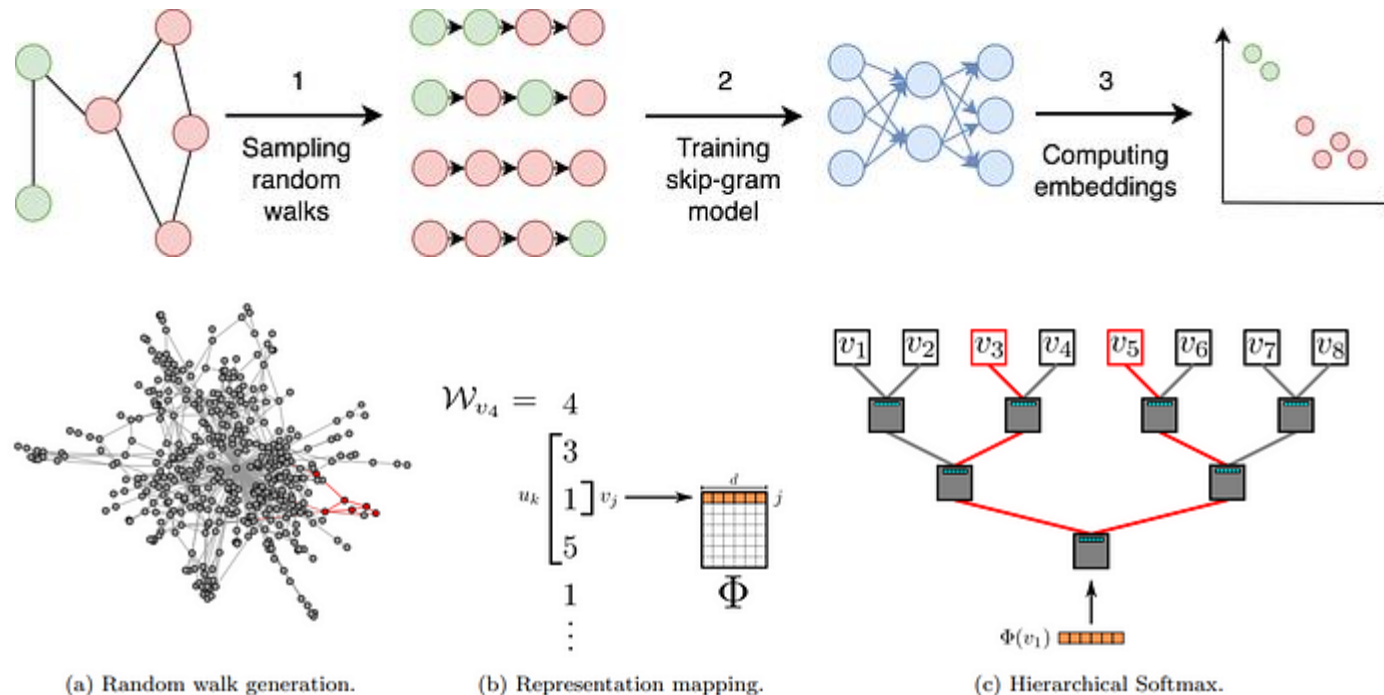 1
Sampling
random
walks
2
Training
skip-gram
model
3
Computing
embeddings
𝒲v4 = 4
3
uk 1 vj
5
1
⋮
d
j
Φ
v1 v2 v3 v4 v5 v6 v7 v8
Φ(v1)
(a) Random walk generation.
(b) Representation mapping.
(c) Hierarchical Softmax.